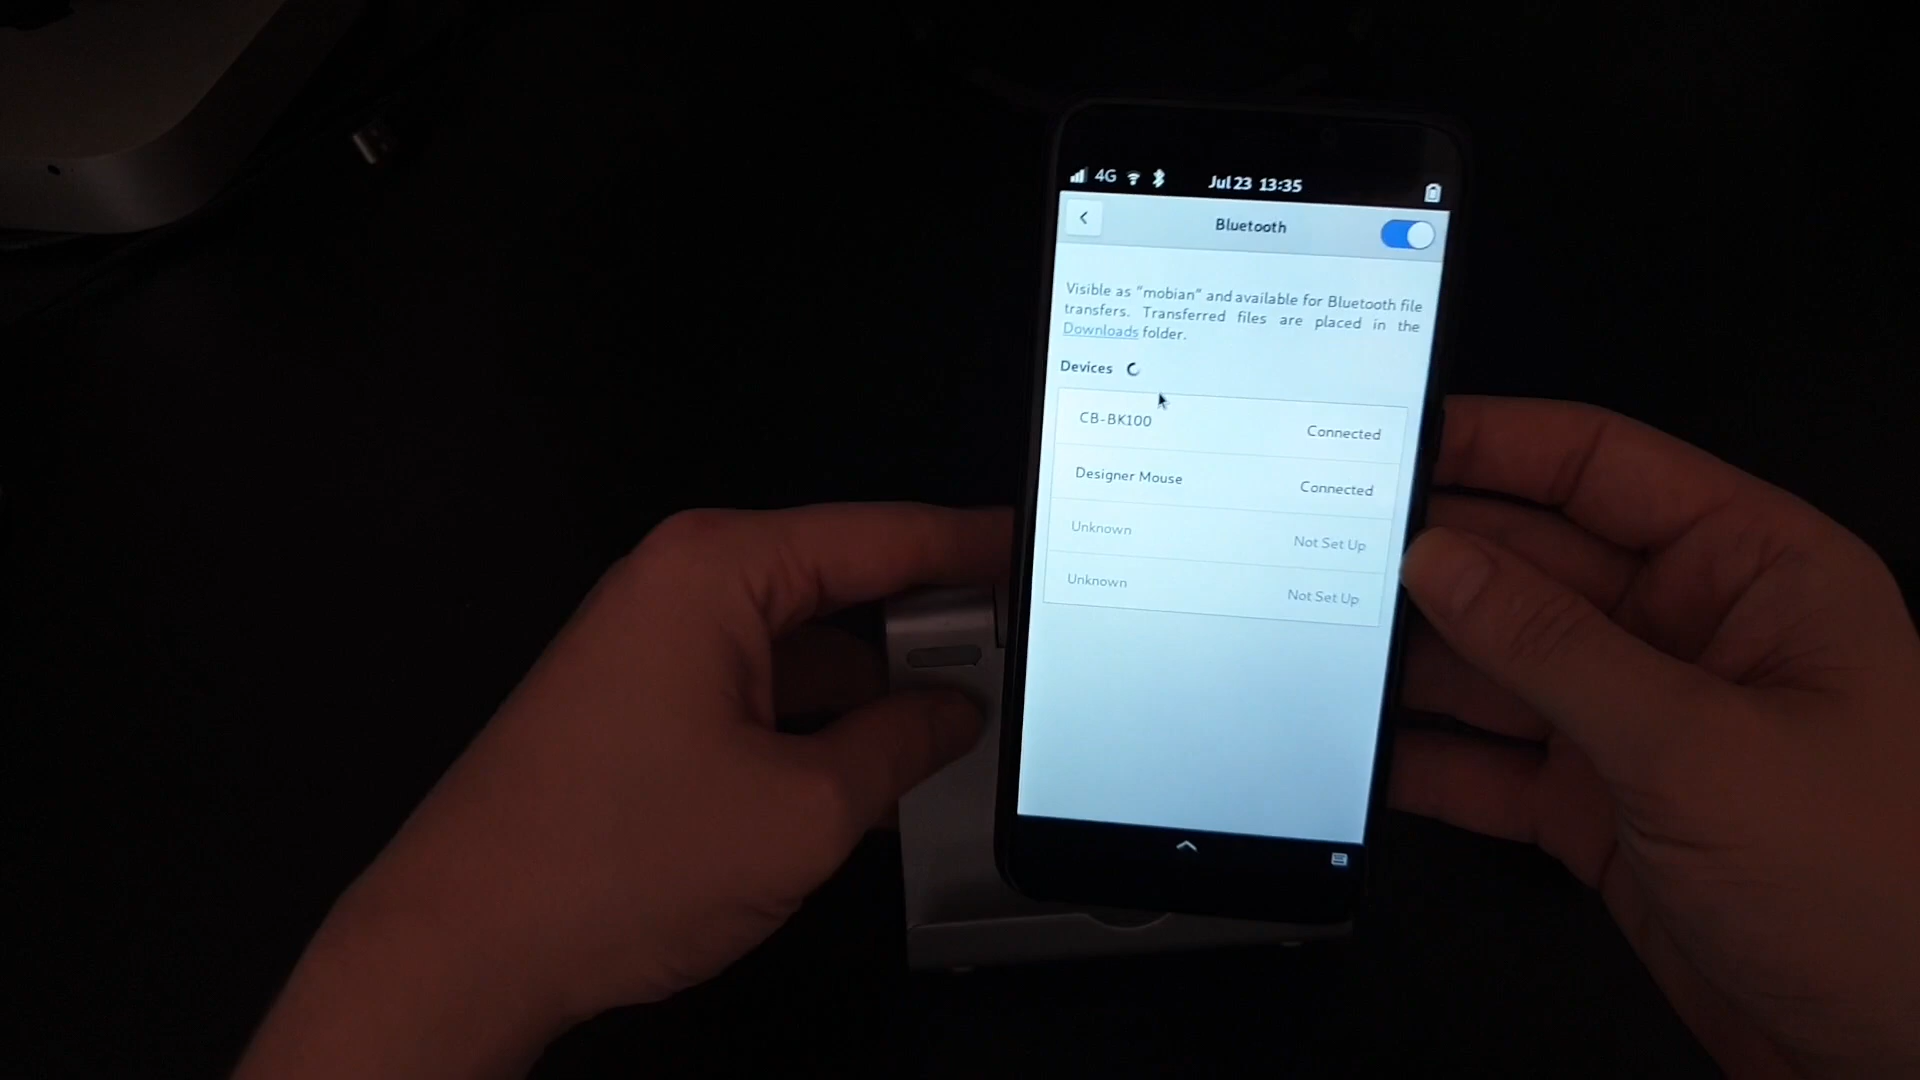 4G Jul 23 13:35
Bluetooth
Visible as "mobian" and available for Bluetooth file
transfers. Transferred files are placed in the
Downloads folder.
Devices
CB-BK100 Connected
Designer Mouse Connected
Unknown Not Set Up
Unknown Not Set Up